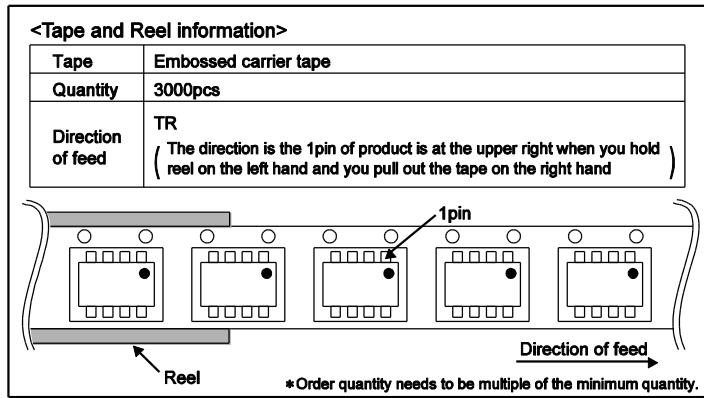 <Tape and Reel information>
Tape Embossed carrier tape
Quantity 3000pcs
Direction of feed TR
( The direction is the 1pin of product is at the upper right when you hold
reel on the left hand and you pull out the tape on the right hand )
1pin
Direction of feed
Reel
*Order quantity needs to be multiple of the minimum quantity.